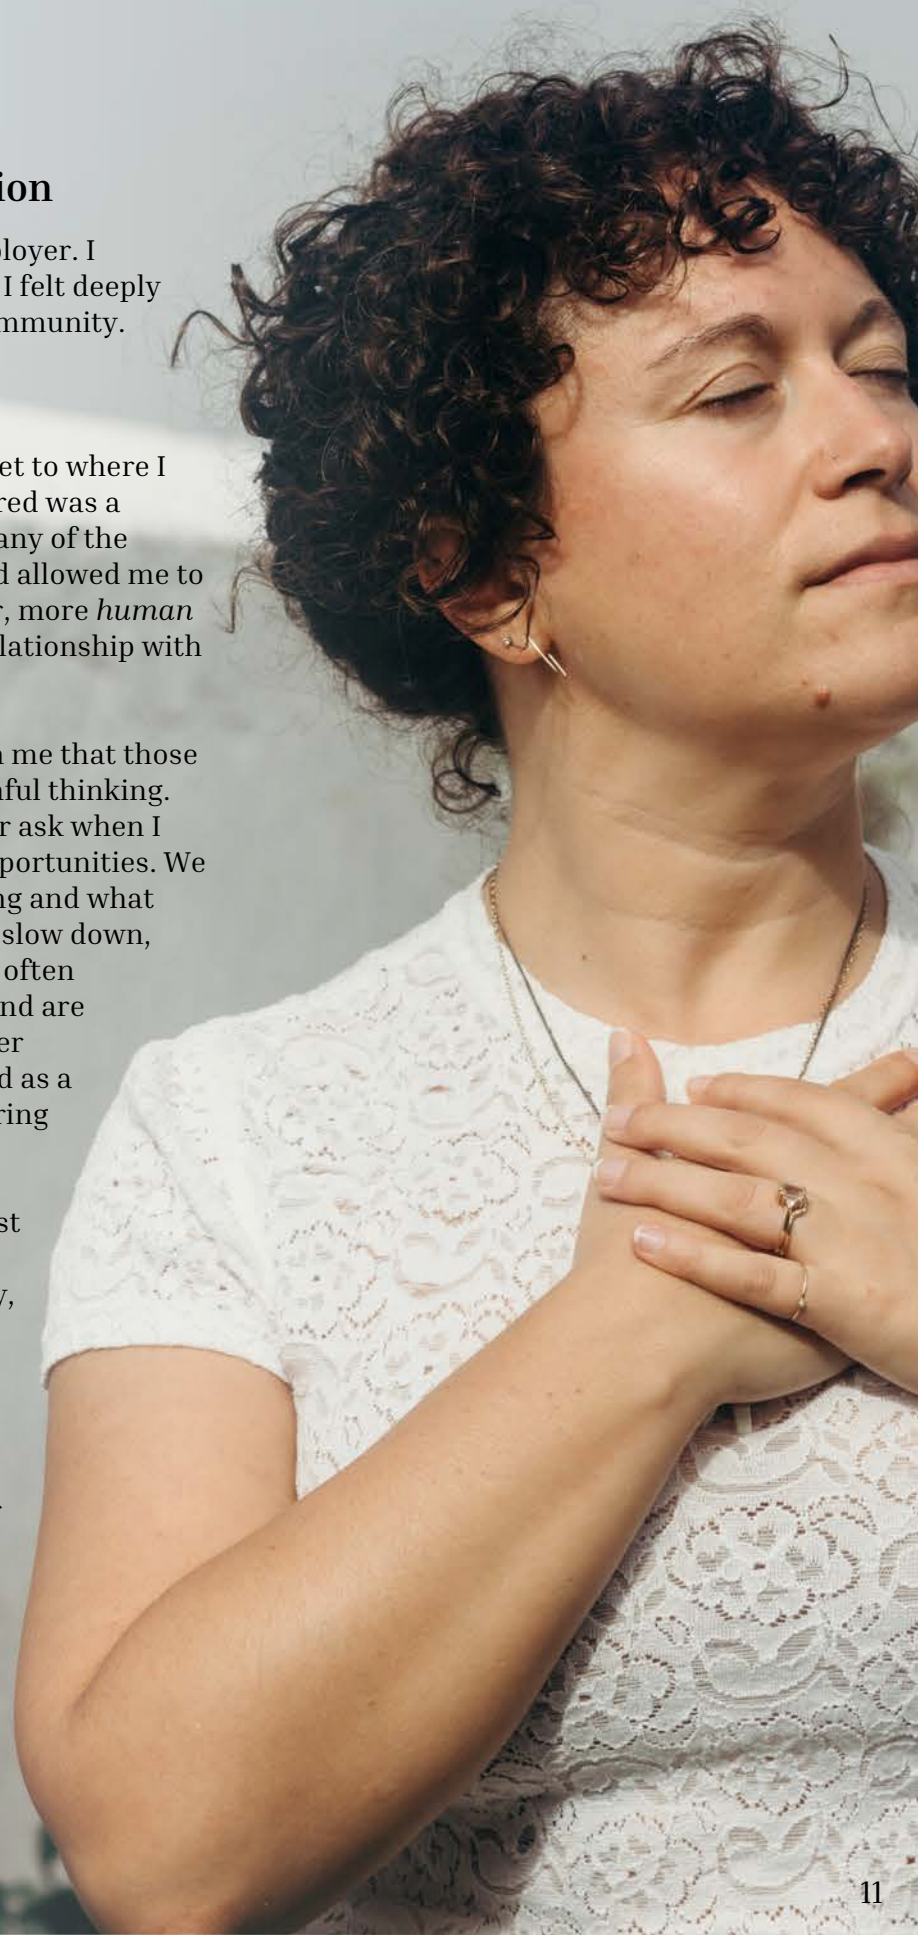 ion
loyer. I
I felt deeply
mmunity.
et to where I
red was a
any of the
d allowed me to
r, more human
lationship with
n me that those
ful thinking.
r ask when I
portunities. We
ng and what
slow down,
often
nd are
er
d as a
ring
st
y,
.
11